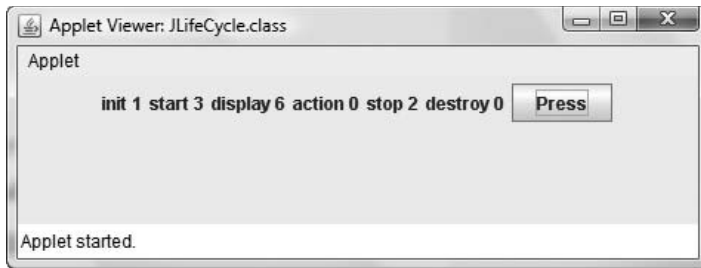 Applet Viewer: JLifeCycle.class
Applet
init 1 start 3 display 6 action 0 stop 2 destroy 0 Press
Applet started.